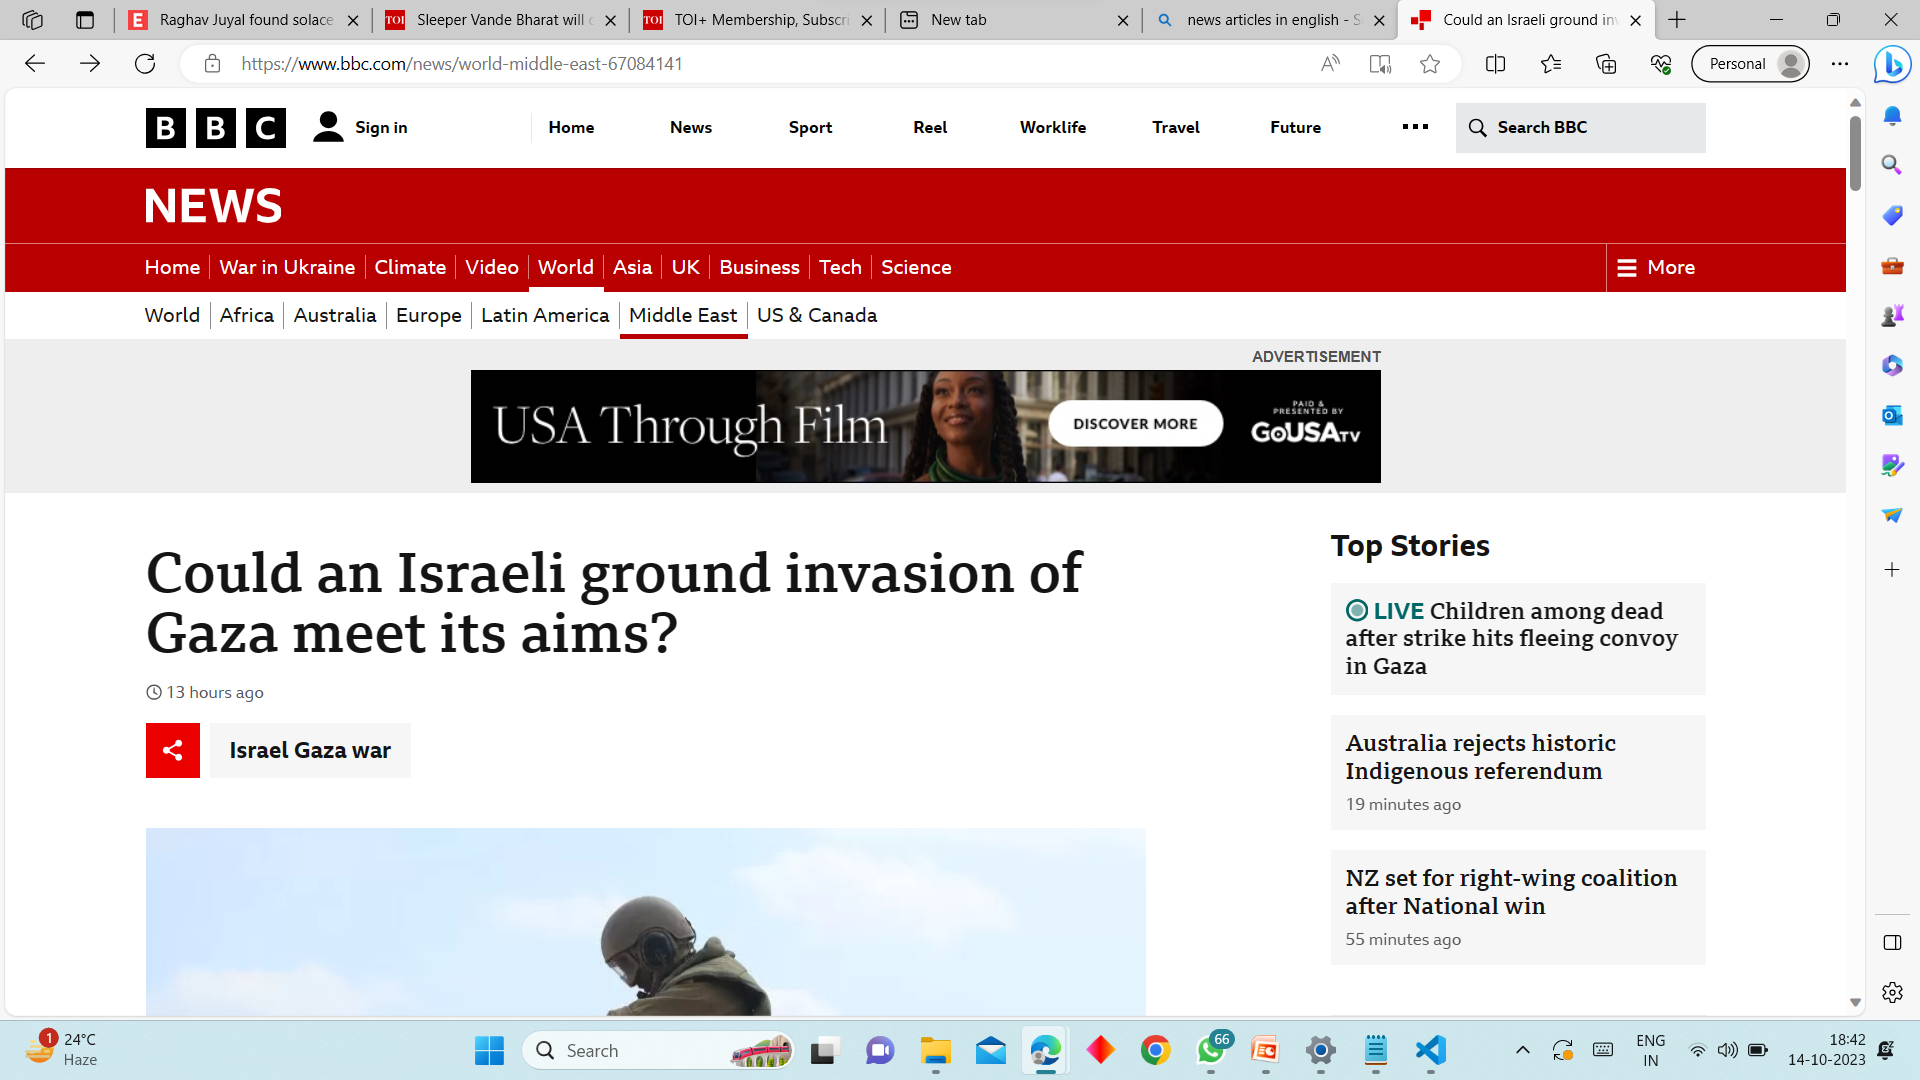 Raghav Juyal found solace
Sleeper Vande Bharat will
TOI
TOI+ Membership, Subscri
TOI
New tab
news articles in english - S
Could an Israeli ground inv
https://www.bbc.com/news/world-middle-east-67084141
Personal
BBC
Sign in
Home
News
Sport
Reel
Worklife
Travel
Future
Search BBC
NEWS
Home
War in Ukraine
Climate
Video
World
Asia
UK
Business
Tech
Science
More
World
Africa
Australia
Europe
Latin America
Middle East
US & Canada
ADVERTISEMENT
USA Through Film
DISCOVER MORE
PAID &
PRESENTED BY
GoUSATV
Could an Israeli ground invasion of
Gaza meet its aims?
13 hours ago
Israel Gaza war
Top Stories
LIVE Children among dead
after strike hits fleeing convoy
in Gaza
Australia rejects historic
Indigenous referendum
19 minutes ago
NZ set for right-wing coalition
after National win
55 minutes ago
1
24°C
Haze
Search
66
ENG
IN
18:42
14-10-2023